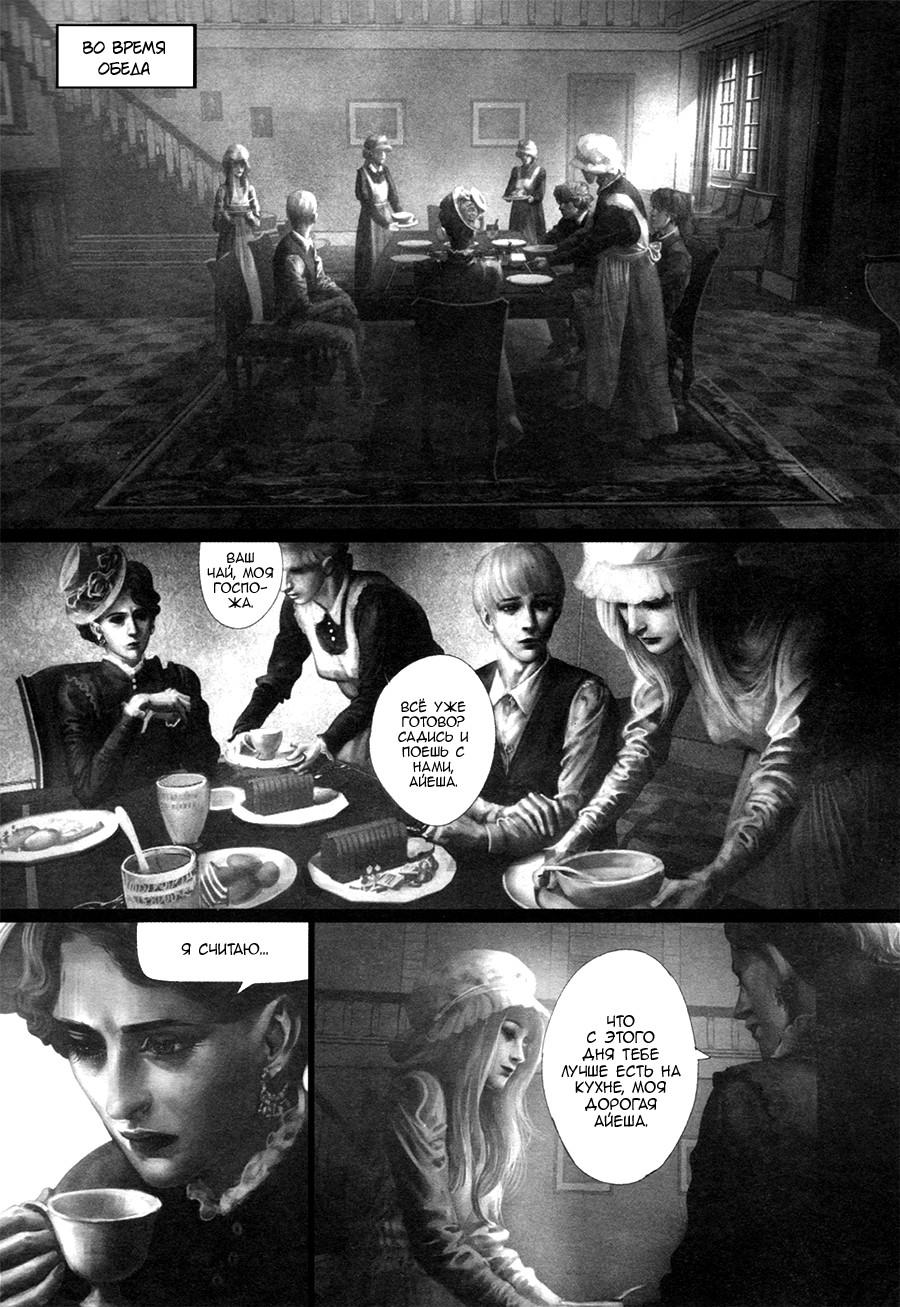 ВО ВРЕМЯ
ОБЕДА
ВАШ
ЧАЙ, МОЯ
ГОСПО-
ЖА.
ВСЁ УЖЕ
ГОТОВО?
САДИСЬ И
ПОЕШЬ С
НАМИ,
АЙЕША.
Я СЧИТАЮ...
ЧТО
С ЭТОГО
ДНЯ ТЕБЕ
ЛУЧШЕ ЕСТЬ НА
КУХНЕ, МОЯ
ДОРОГАЯ
АЙЕША.